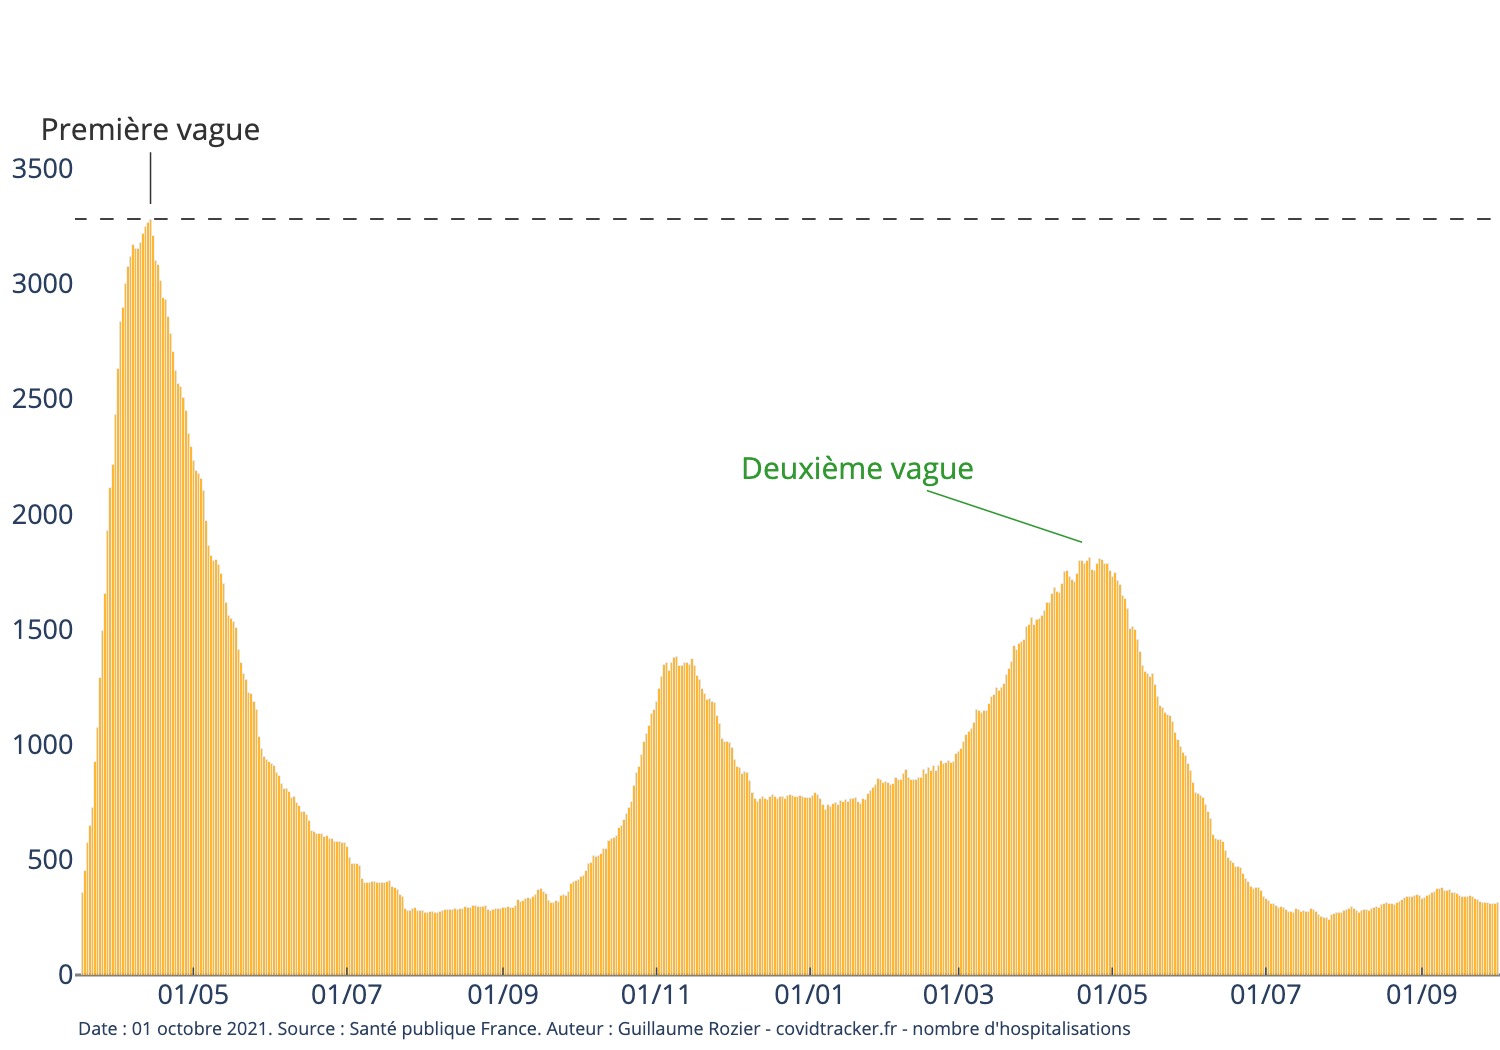 Première vague
3500
3000
2500
Deuxième vague
2000
1500
1000
500
0
01/05 01/07 01/09 01/11 01/01 01/03 01/05 01/07 01/09
Date : 01 octobre 2021. Source : Santé publique France. Auteur : Guillaume Rozier - covidtracker.fr - nombre d'hospitalisations